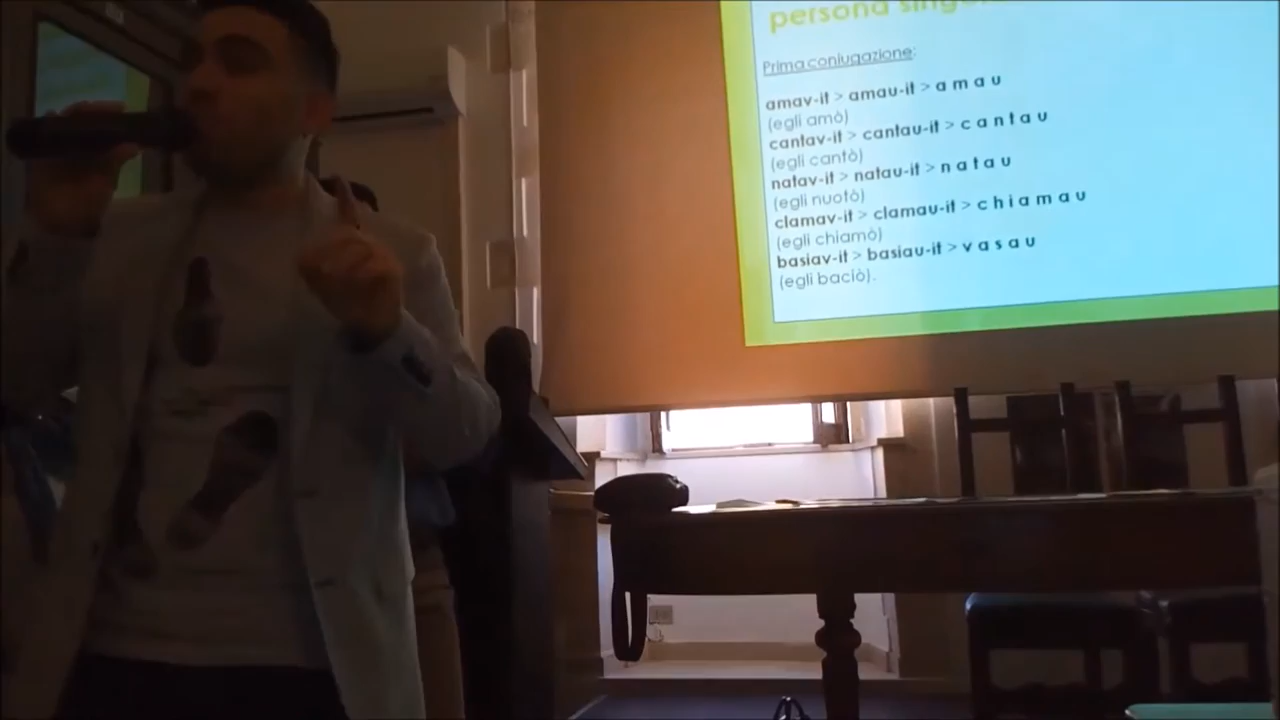 persona
Prima coniugazione:
amav-it > amau-it > a m a u
(egli amò)
cantav-it > cantau-it > c a n t a u
(egli cantò)
natav-it > natau-it > n a t a u
(egli nuotò)
clamav-it > clamau-it > c h i a m a u
(egli chiamò)
basiav-it > basiau-it > v a s a u
(egli baciò).